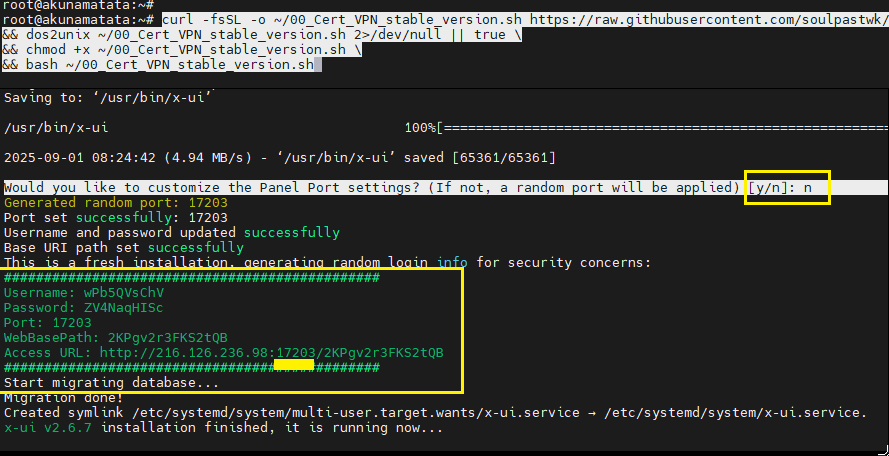 root@akunamatata:~#
root@akunamatata:~# curl -fsSL -o ~/00_Cert_VPN_stable_version.sh https://raw.githubusercontent.com/soulpastwk/
&& dos2unix ~/00_Cert_VPN_stable_version.sh 2>/dev/null || true \
&& chmod +x ~/00_Cert_VPN_stable_version.sh \
&& bash ~/00_Cert_VPN_stable_version.sh
Saving to: ‘/usr/bin/x-ui’
/usr/bin/x-ui 100%[========================================================
2025-09-01 08:24:42 (4.94 MB/s) - ‘/usr/bin/x-ui’ saved [65361/65361]
Would you like to customize the Panel Port settings? (If not, a random port will be applied) [y/n]: n
Generated random port: 17203
Port set successfully: 17203
Username and password updated successfully
Base URI path set successfully
This is a fresh installation, generating random login info for security concerns:
###############################################
Username: wPb5QVsChV
Password: ZV4NaqHISc
Port: 17203
WebBasePath: 2KPgv2r3FKS2tQB
Access URL: http://216.126.236.98:17203/2KPgv2r3FKS2tQB
###############################################
Start migrating database...
Migration done!
Created symlink /etc/systemd/system/multi-user.target.wants/x-ui.service → /etc/systemd/system/x-ui.service.
x-ui v2.6.7 installation finished, it is running now...